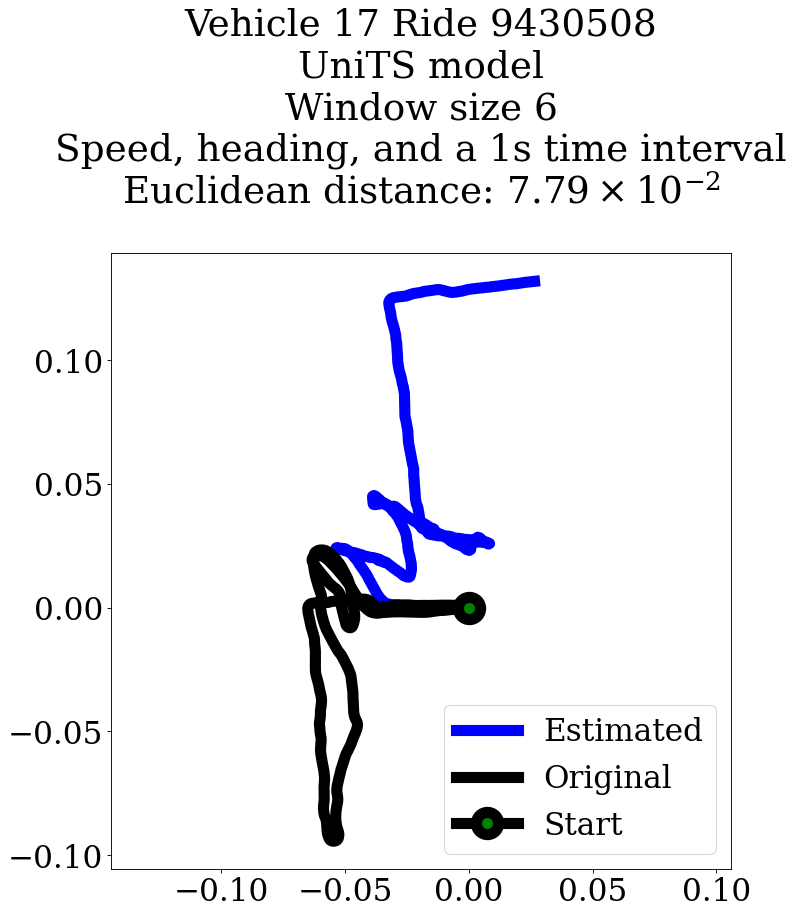 Vehicle 17 Ride 9430508
UniTS model
Window size 6
Speed, heading, and a 1s time interval
Euclidean distance: $7.79 \times 10^{-2}$
0.10
0.05
0.00
−0.05
−0.10
Estimated
Original
Start
−0.10 −0.05 0.00 0.05 0.10